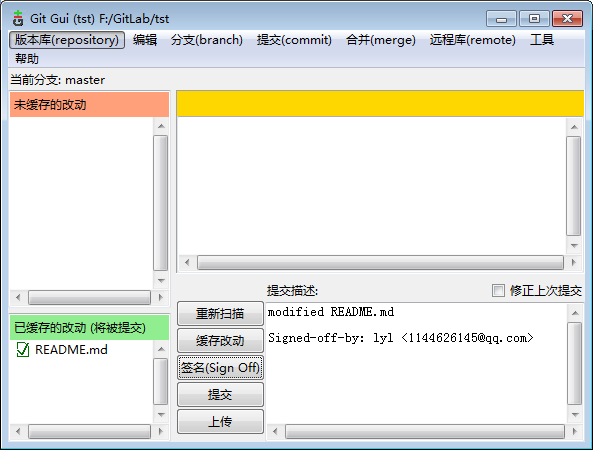 Git Gui (tst) F:/GitLab/tst
版本库(repository) 编辑 分支(branch) 提交(commit) 合并(merge) 远程库(remote) 工具
帮助
当前分支: master
未缓存的改动
已缓存的改动 (将被提交)
README.md
提交描述:
修正上次提交
重新扫描
缓存改动
签名(Sign Off)
提交
上传
modified README.md
Signed-off-by: lyl <1144626145@qq.com>